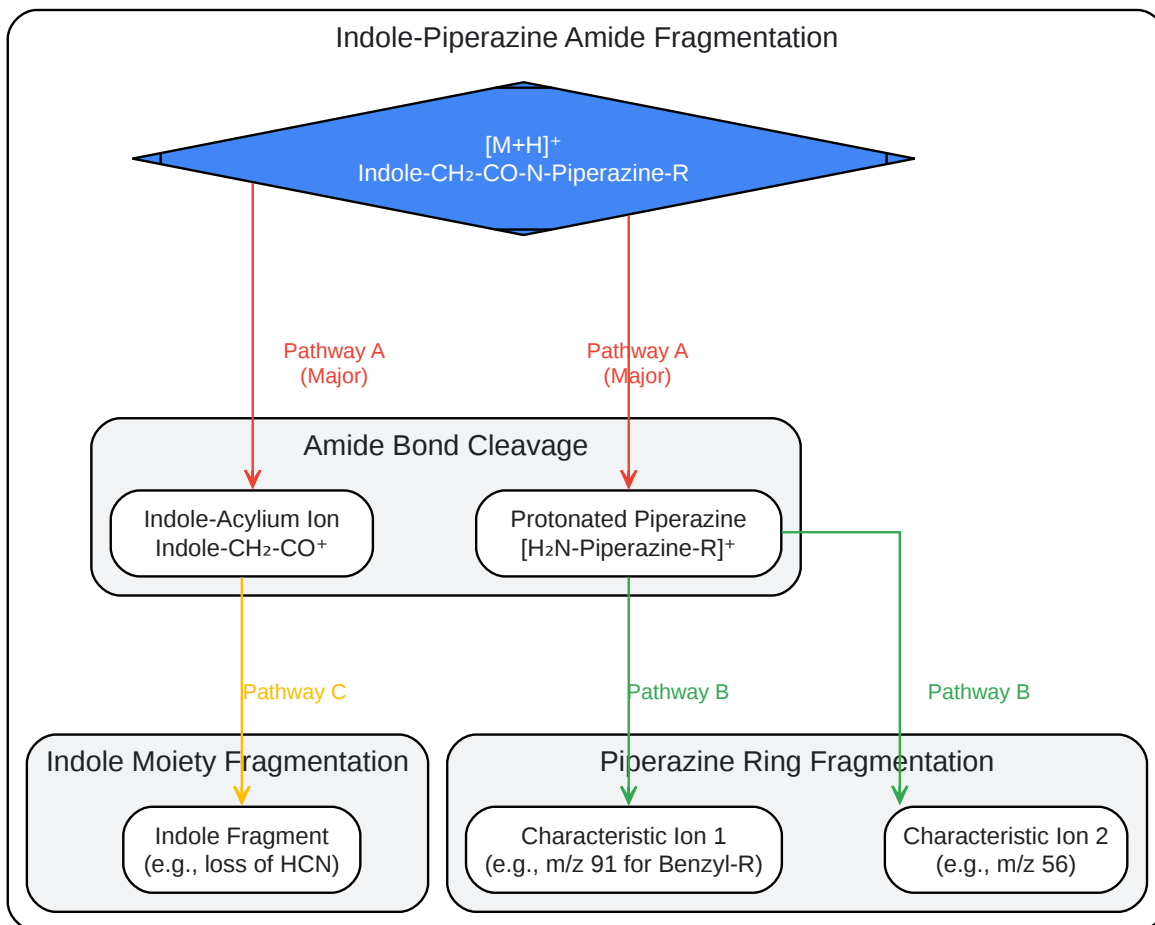 Indole-Piperazine Amide Fragmentation
[M+H]⁺
Indole-CH₂-CO-N-Piperazine-R
Pathway A
(Major)
Pathway A
(Major)
Amide Bond Cleavage
Indole-Acylium Ion
Indole-CH₂-CO⁺
Protonated Piperazine
[H₂N-Piperazine-R]⁺
Pathway C
Pathway B
Pathway B
Indole Moiety Fragmentation
Indole Fragment
(e.g., loss of HCN)
Piperazine Ring Fragmentation
Characteristic Ion 1
(e.g., m/z 91 for Benzyl-R)
Characteristic Ion 2
(e.g., m/z 56)